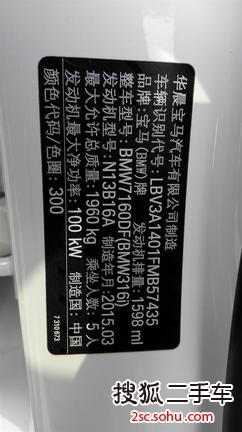 华晨宝马汽车有限公司制造
车辆识别代号:LBV3A1401FMB57435
品牌:宝马(BMW)牌 发动机排量:1598 ml
整车型号:BMW7160DF(BMW316i)
发动机型号:N13B16A 制造年月:2015.03
最大允许总质量:1960 kg 乘坐人数:5人
发动机最大净功率:100 kW 制造国:中国
颜色代码/色圈:300
7 310 673
搜狐二手车
2sc.sohu.com